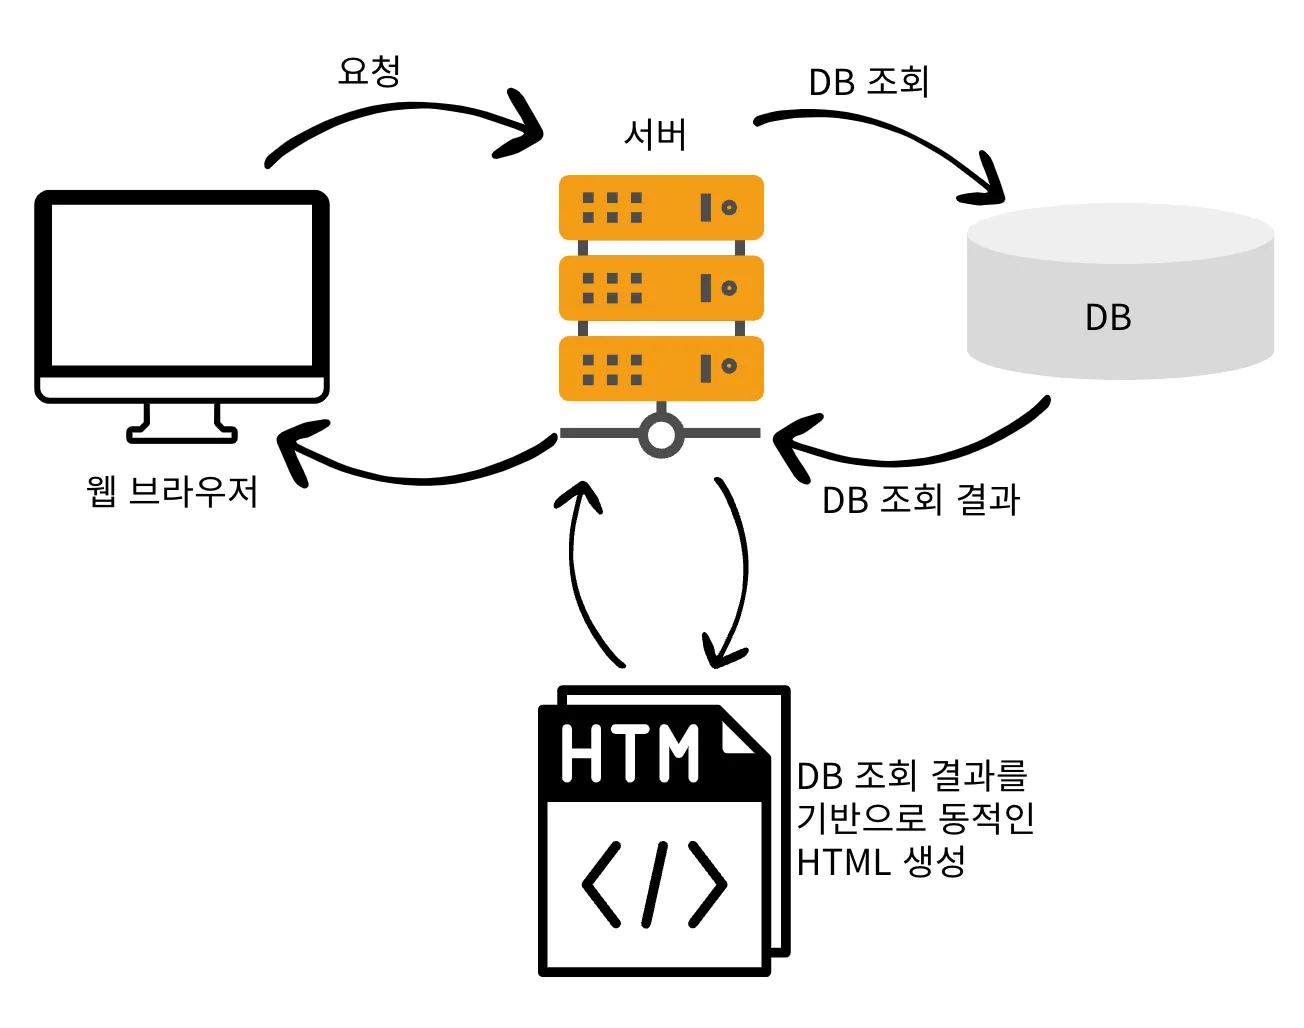 요청
DB 조회
서버
DB
웹 브라우저
DB 조회 결과
HTM
</>
DB 조회 결과를
기반으로 동적인
HTML 생성